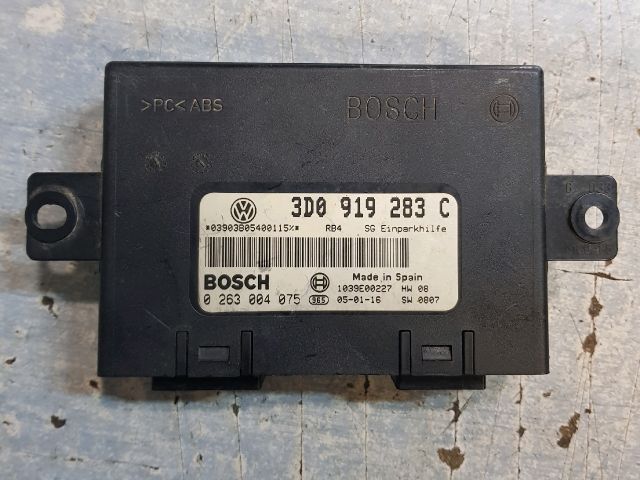 >PC<ABS
BOSCH
3D0 919 283 C
*03903B05400115%*
RB4
SG Einparkhilfe
BOSCH
Made in Spain
1039E00227 HW 08
0 263 004 075
965
05-01-16 SW 0807